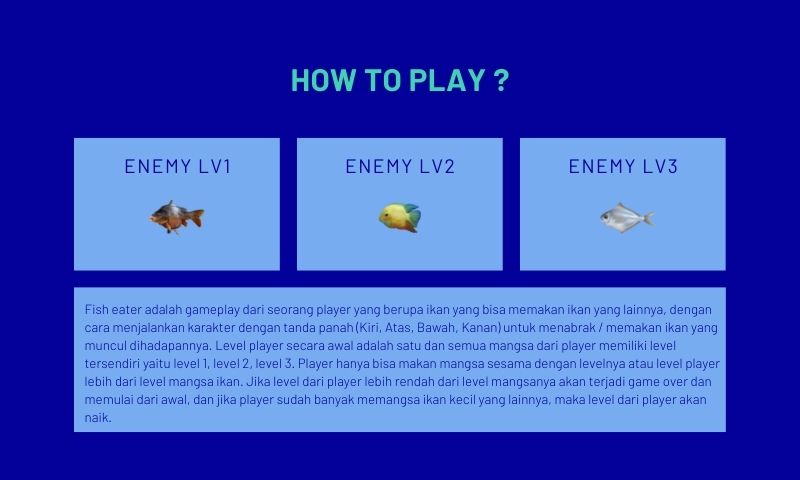 HOW TO PLAY ?
ENEMY LV1
ENEMY LV2
ENEMY LV3
Fish eater adalah gameplay dari seorang player yang berupa ikan yang bisa memakan ikan yang lainnya, dengan
cara menjalankan karakter dengan tanda panah (Kiri, Atas, Bawah, Kanan) untuk menabrak / memakan ikan yang
muncul dihadapannya. Level player secara awal adalah satu dan semua mangsa dari player memiliki level
tersendiri yaitu level 1, level 2, level 3. Player hanya bisa makan mangsa sesama dengan levelnya atau level player
lebih dari level mangsa ikan. Jika level dari player lebih rendah dari level mangsanya akan terjadi game over dan
memulai dari awal, dan jika player sudah banyak memangsa ikan kecil yang lainnya, maka level dari player akan
naik.